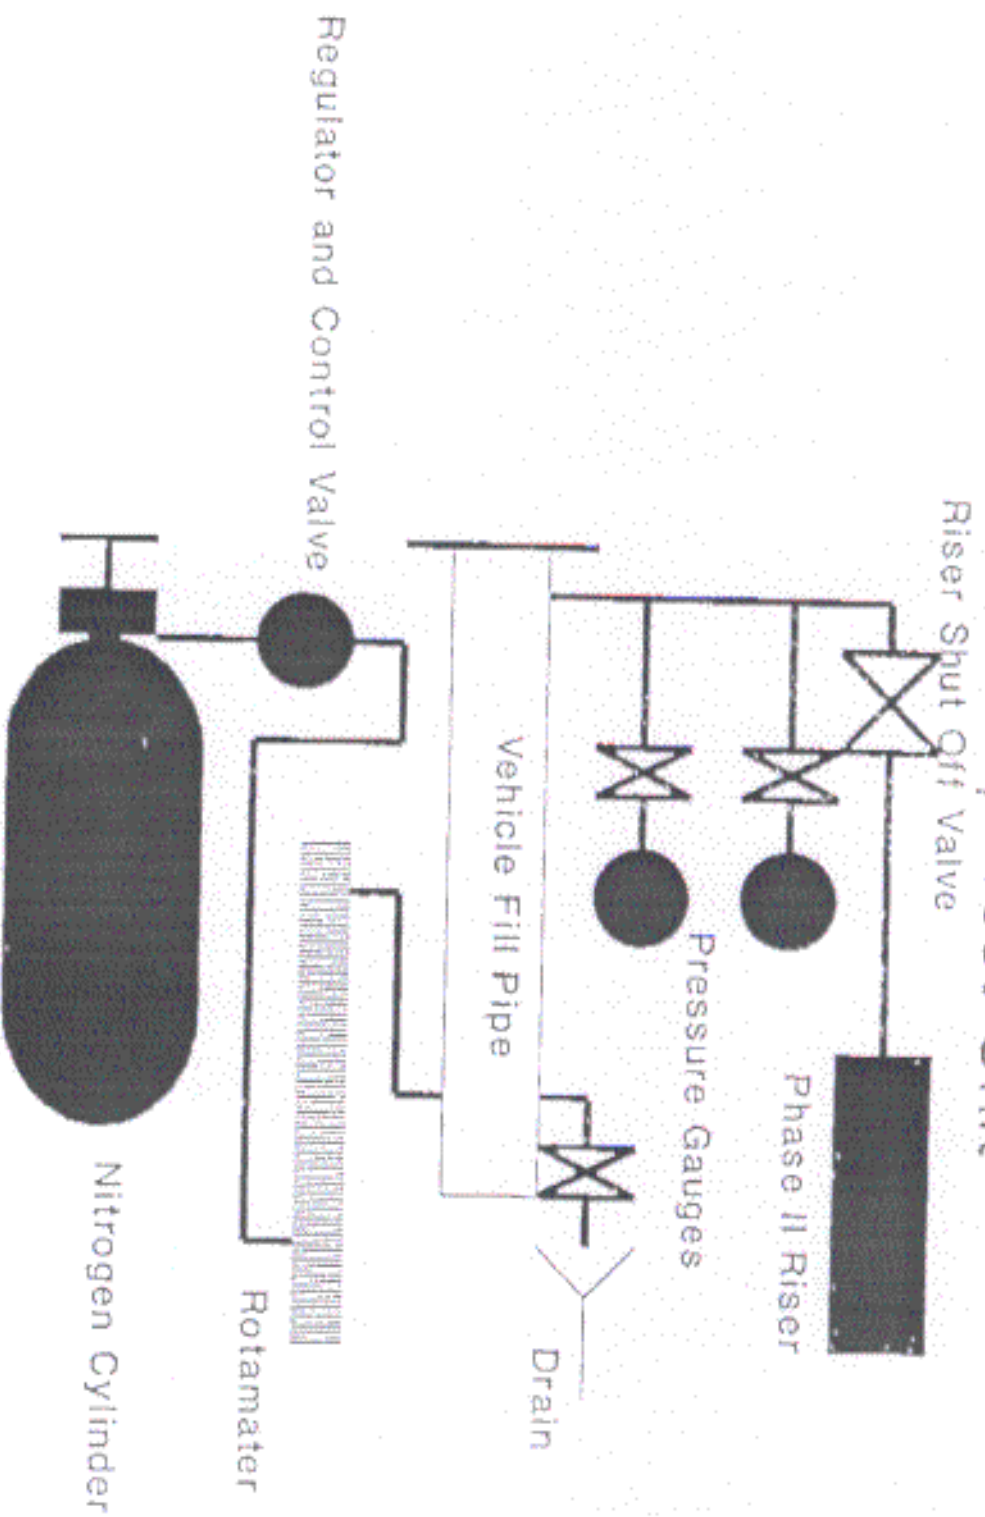 Riser Shut Off Valve
Phase II Riser
Pressure Gauges
Drain
Vehicle Fill Pipe
Regulator and Control Valve
Rotamater
Nitrogen Cylinder